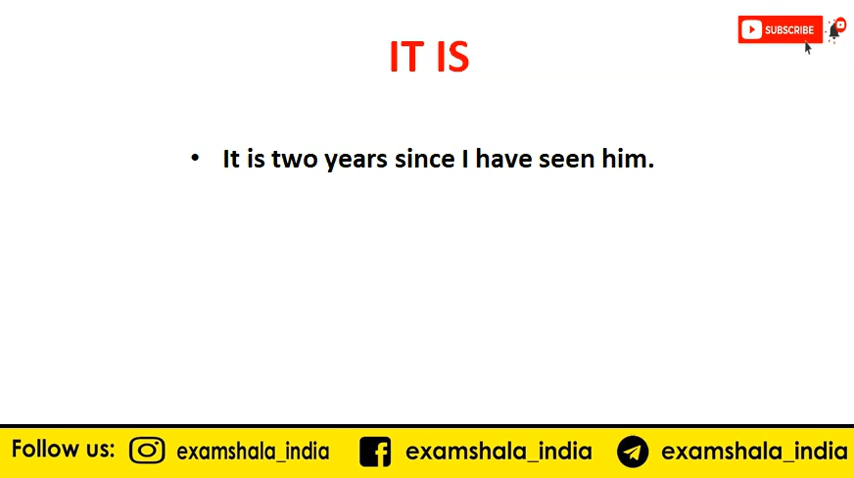 SUBSCRIBE
IT IS
• It is two years since I have seen him.
Follow us: examshala_india examshala_india examshala_india